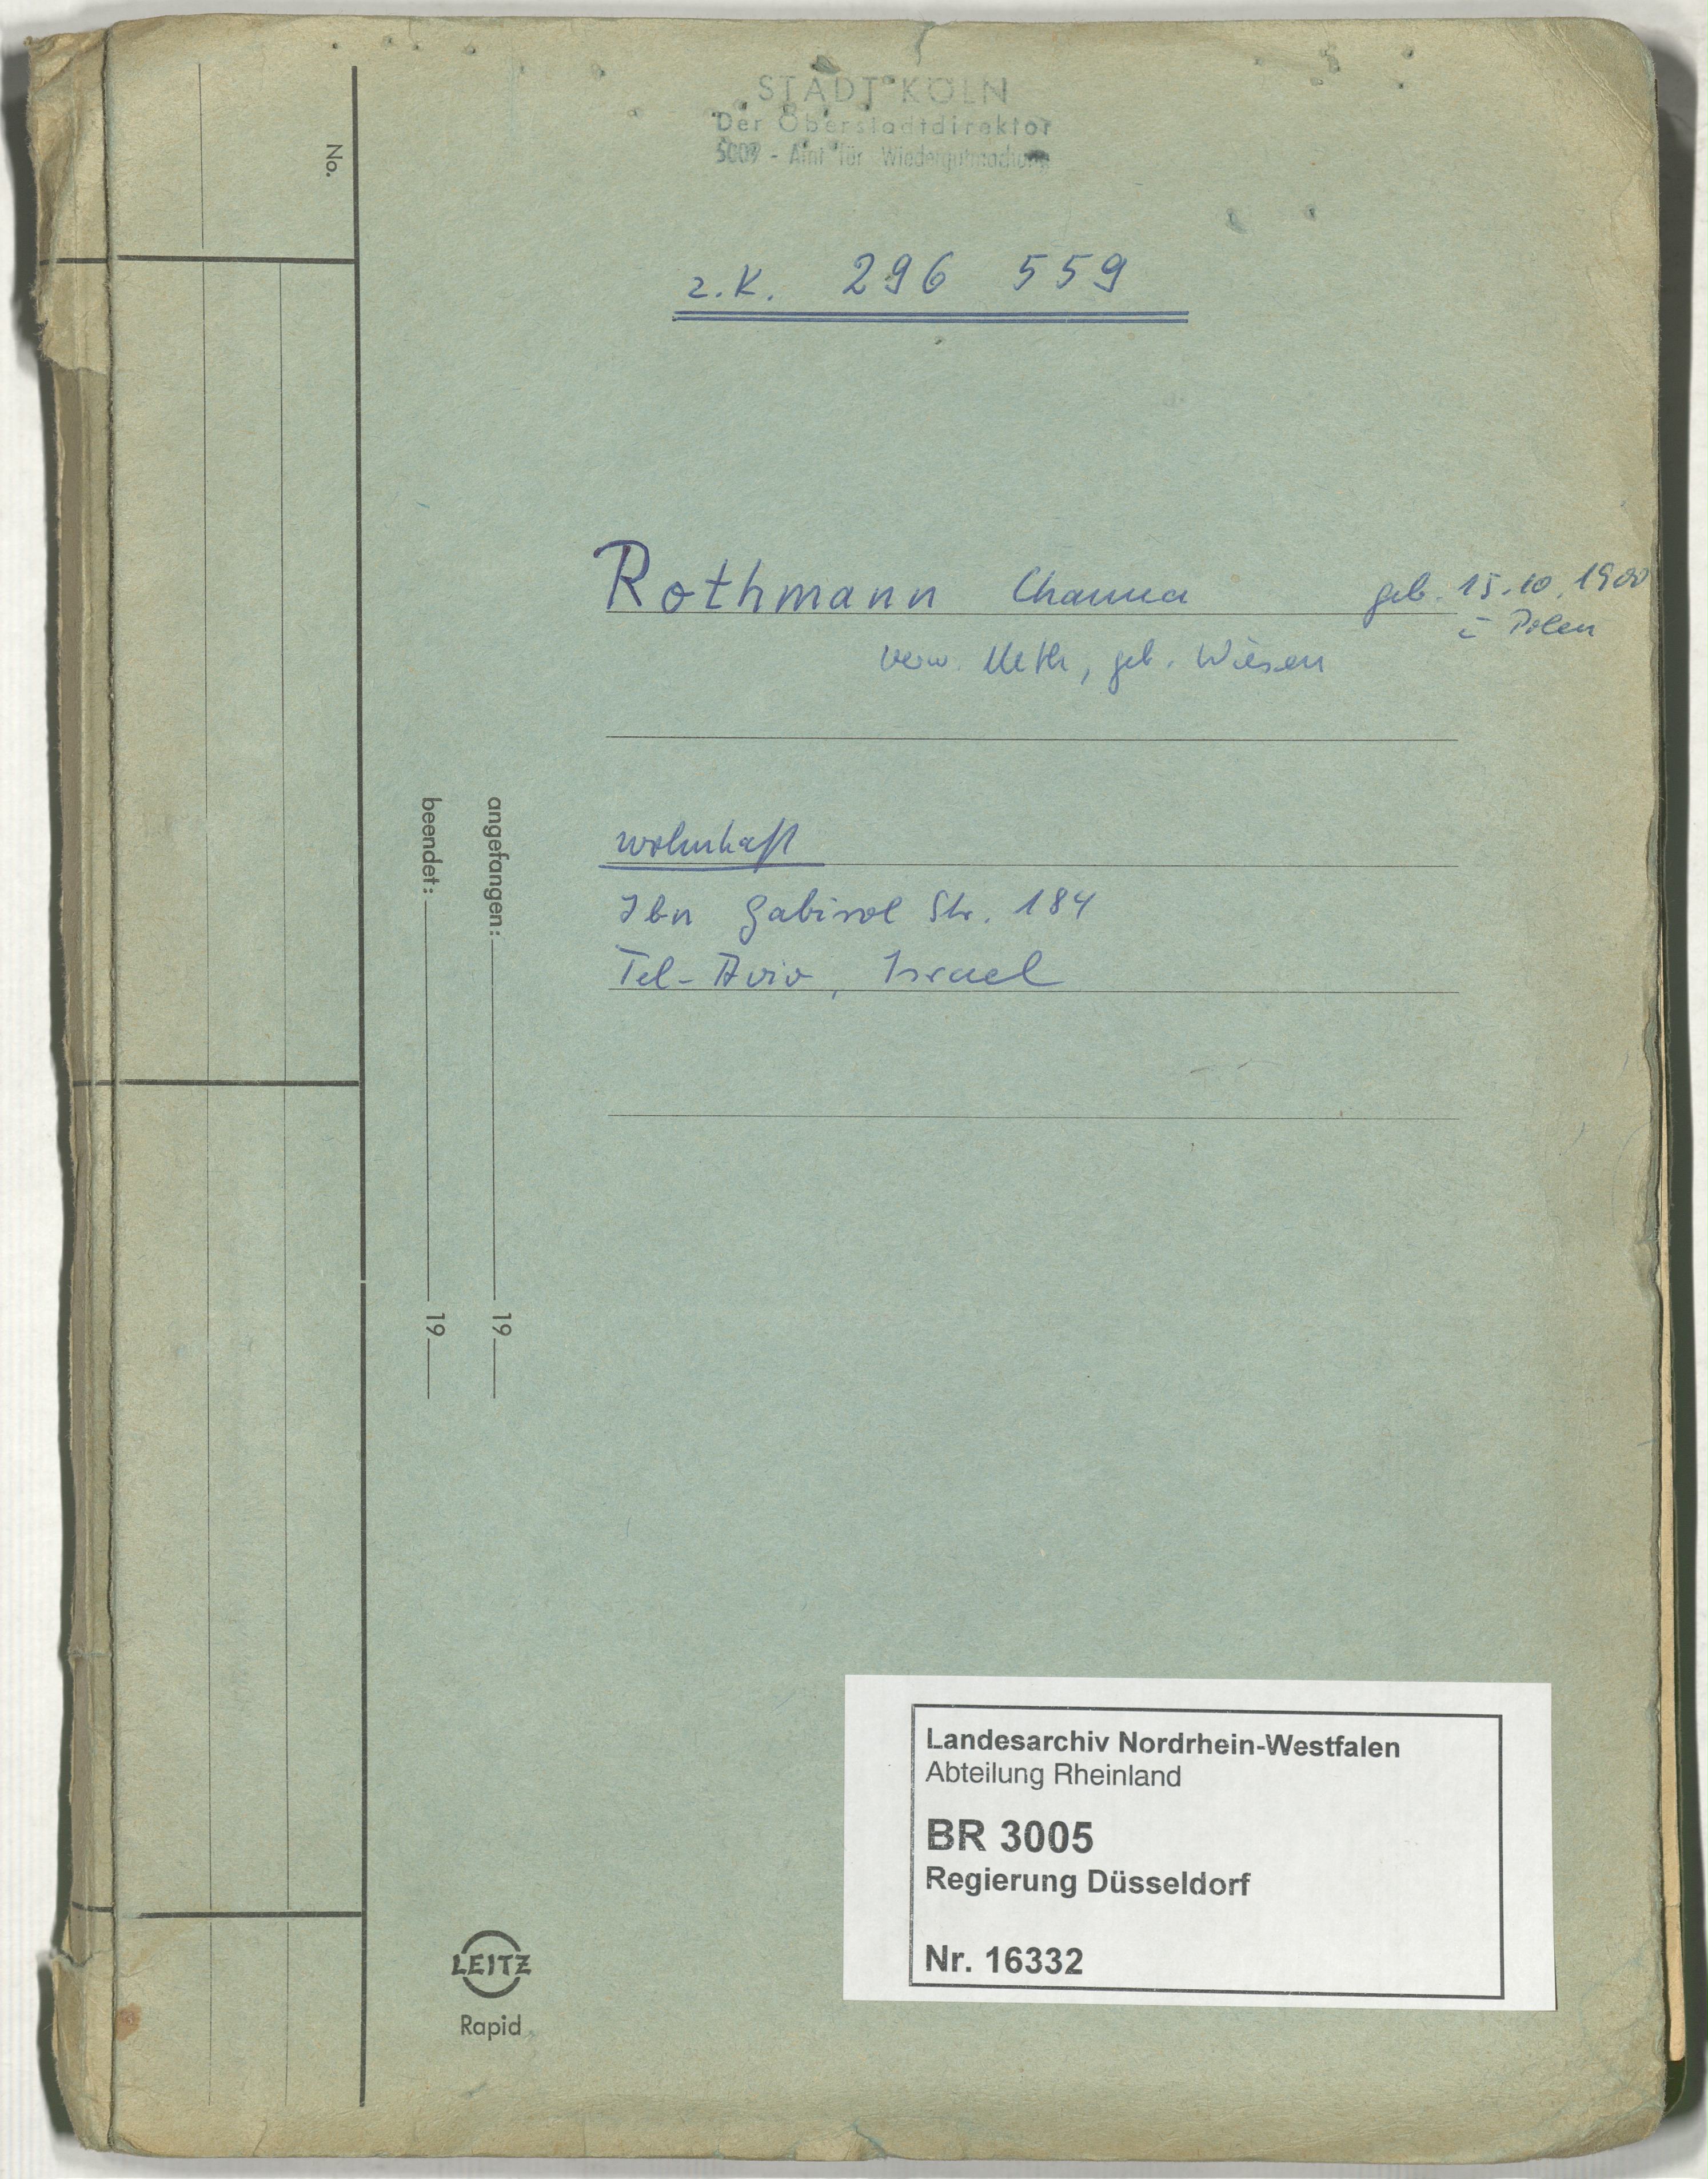 STADT KÖLN
Der Oberstadtdirektor
5009 - Amt für Wiedergutmachung
z.K. 296 559
No.
Rothmann Channa geb. 15.10.1900
i Polen
verw. Meth, geb. Wiesen
angefangen: 19
beendet: 19
wohnhaft
Ibn Gabirol Str. 184
Tel-Aviv, Israel
Landesarchiv Nordrhein-Westfalen
Abteilung Rheinland
BR 3005
Regierung Düsseldorf
Nr. 16332
LEITZ
Rapid